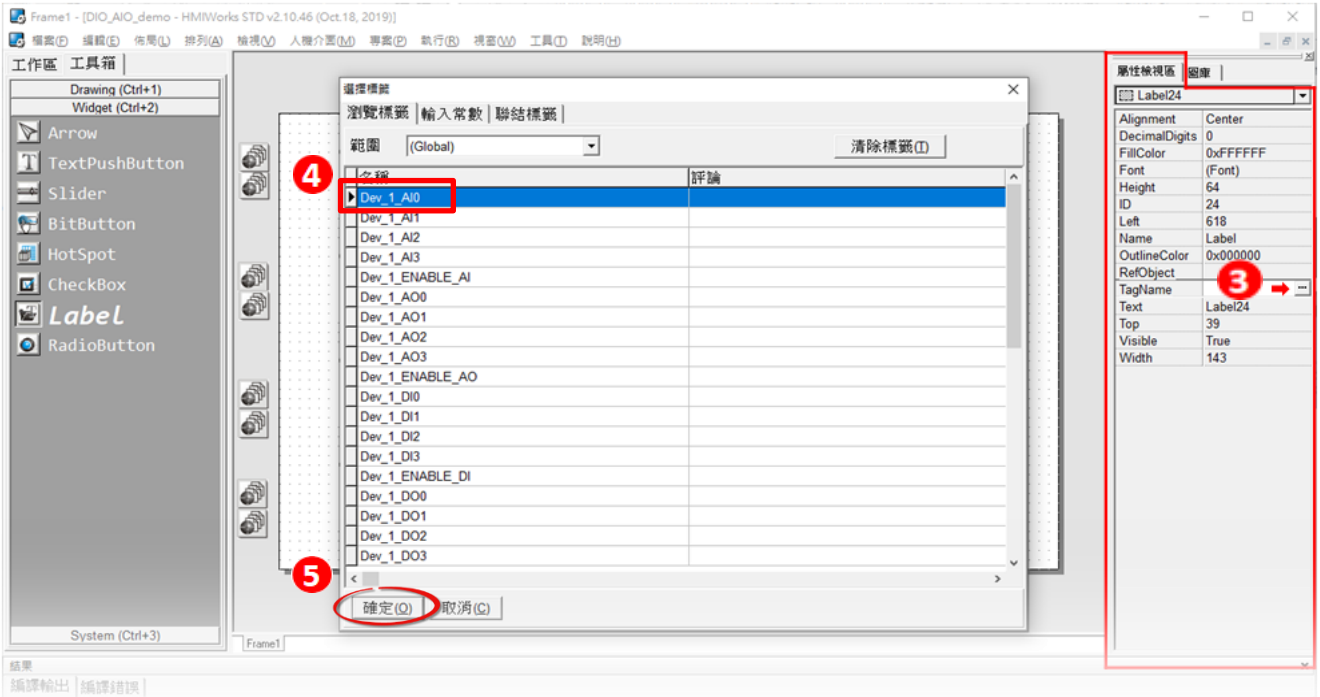 Frame1 - [DIO_AIO_demo - HMIWorks STD v2.10.46 (Oct.18, 2019)]
檔案(F) 編輯(E) 佈局(L) 排列(A) 檢視(V) 人機介面(M) 專案(P) 執行(R) 視窗(W) 工具(T) 說明(H)
工作區 工具箱
Drawing (Ctrl+1)
Widget (Ctrl+2)
Arrow
TextPushButton
Slider
BitButton
HotSpot
CheckBox
Label
RadioButton
System (Ctrl+3)
選擇標籤
瀏覽標籤 輸入常數 聯結標籤
範圍 (Global) 清除標籤(T)
4
名稱 評論
Dev_1_AI0
Dev_1_AI1
Dev_1_AI2
Dev_1_AI3
Dev_1_ENABLE_AI
Dev_1_AO0
Dev_1_AO1
Dev_1_AO2
Dev_1_AO3
Dev_1_ENABLE_AO
Dev_1_DI0
Dev_1_DI1
Dev_1_DI2
Dev_1_DI3
Dev_1_ENABLE_DI
Dev_1_DO0
Dev_1_DO1
Dev_1_DO2
Dev_1_DO3
5
確定(O) 取消(C)
Frame1
屬性檢視區 圖庫
Label24
Alignment Center
DecimalDigits 0
FillColor 0xFFFFFF
Font (Font)
Height 64
ID 24
Left 618
Name Label
OutlineColor 0x000000
RefObject
3
TagName ...
Text Label24
Top 39
Visible True
Width 143
結果
編譯輸出 編譯錯誤